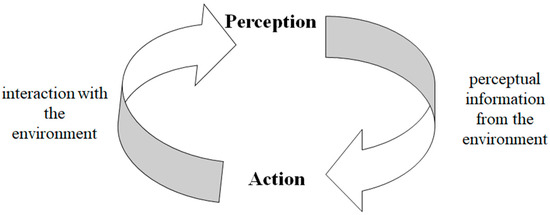 Perception
interaction with
the
environment
perceptual
information
from the
environment
Action